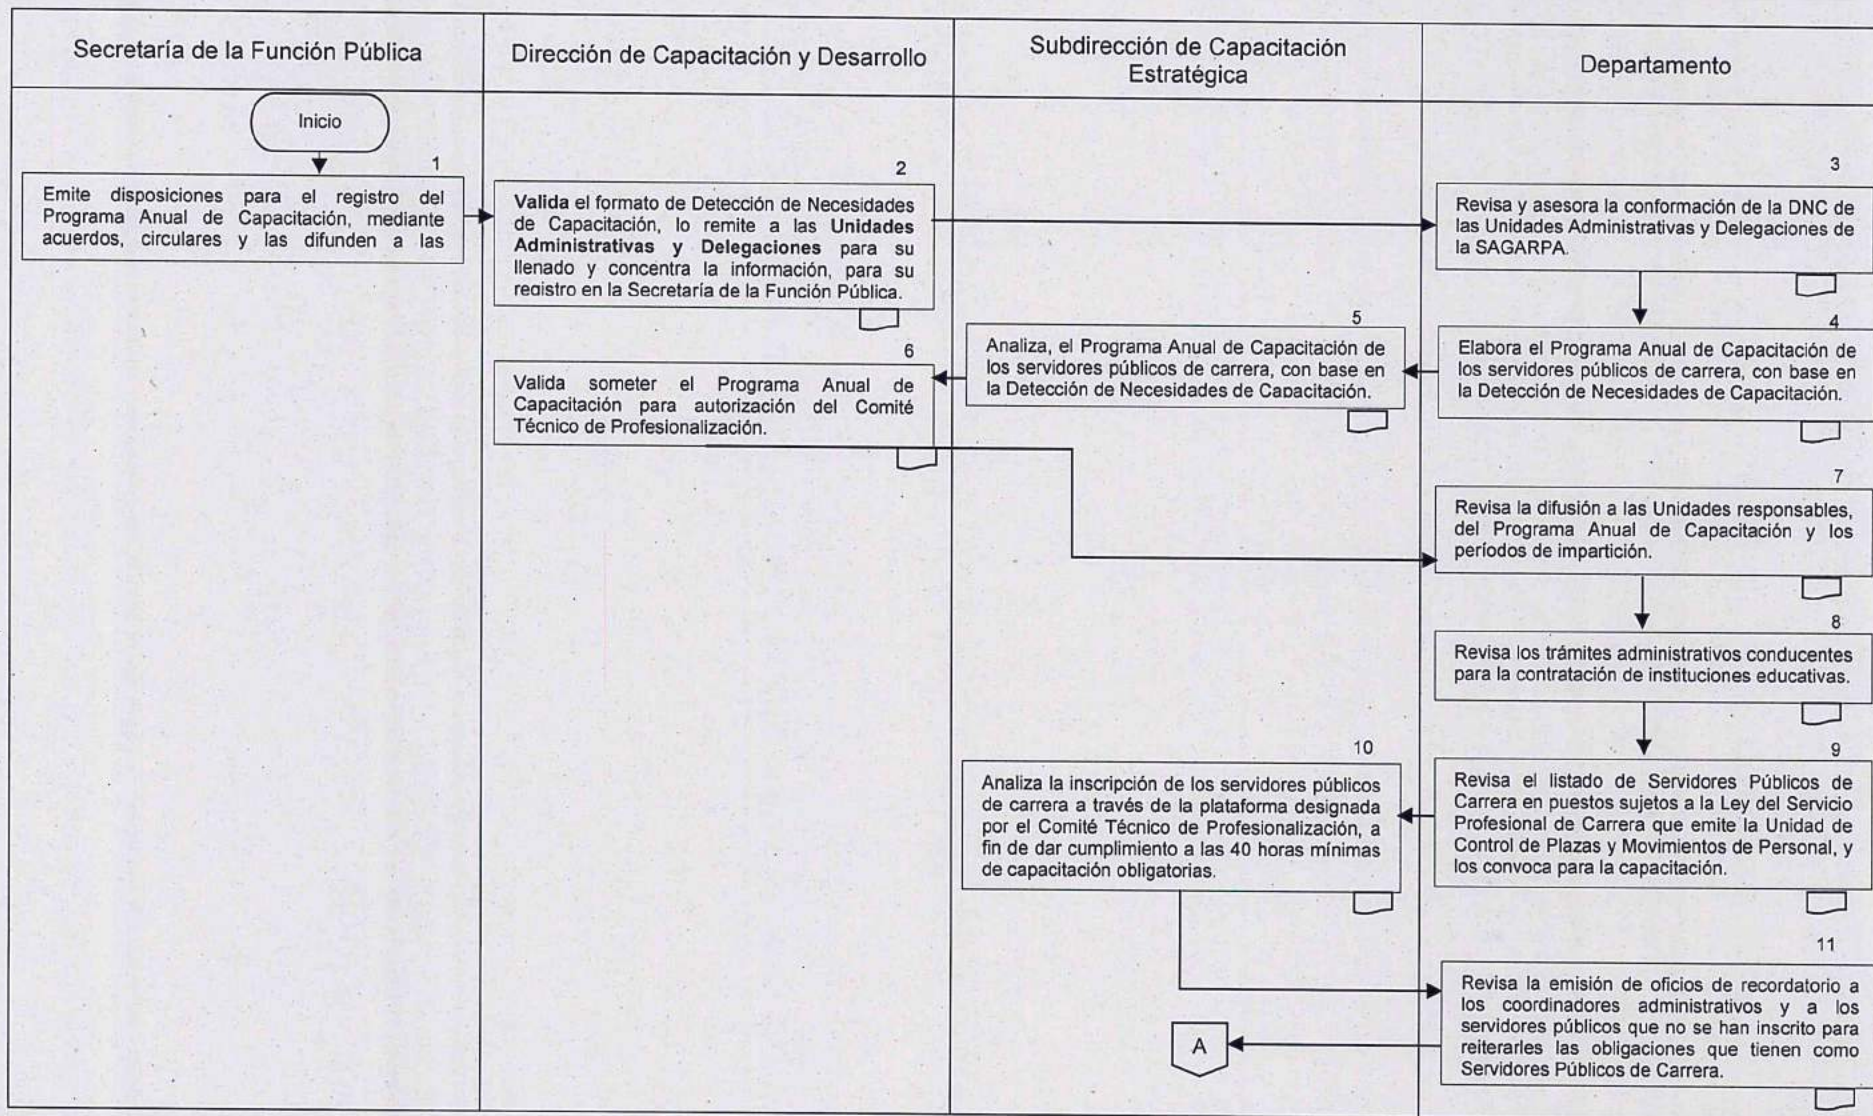 Secretaría de la Función Pública
Dirección de Capacitación y Desarrollo
Subdirección de Capacitación
Estratégica
Departamento
Inicio
1
Emite disposiciones para el registro del
Programa Anual de Capacitación, mediante
acuerdos, circulares y las difunden a las
2
Valida el formato de Detección de Necesidades
de Capacitación, lo remite a las Unidades
Administrativas y Delegaciones para su
llenado y concentra la información, para su
registro en la Secretaría de la Función Pública.
3
Revisa y asesora la conformación de la DNC de
las Unidades Administrativas y Delegaciones de
la SAGARPA.
4
Elabora el Programa Anual de Capacitación de
los servidores públicos de carrera, con base en
la Detección de Necesidades de Capacitación.
5
Analiza, el Programa Anual de Capacitación de
los servidores públicos de carrera, con base en
la Detección de Necesidades de Capacitación.
6
Valida someter el Programa Anual de
Capacitación para autorización del Comité
Técnico de Profesionalización.
7
Revisa la difusión a las Unidades responsables,
del Programa Anual de Capacitación y los
períodos de impartición.
8
Revisa los trámites administrativos conducentes
para la contratación de instituciones educativas.
9
Revisa el listado de Servidores Públicos de
Carrera en puestos sujetos a la Ley del Servicio
Profesional de Carrera que emite la Unidad de
Control de Plazas y Movimientos de Personal, y
los convoca para la capacitación.
10
Analiza la inscripción de los servidores públicos
de carrera a través de la plataforma designada
por el Comité Técnico de Profesionalización, a
fin de dar cumplimiento a las 40 horas mínimas
de capacitación obligatorias.
11
Revisa la emisión de oficios de recordatorio a
los coordinadores administrativos y a los
servidores públicos que no se han inscrito para
reiterarles las obligaciones que tienen como
Servidores Públicos de Carrera.
A